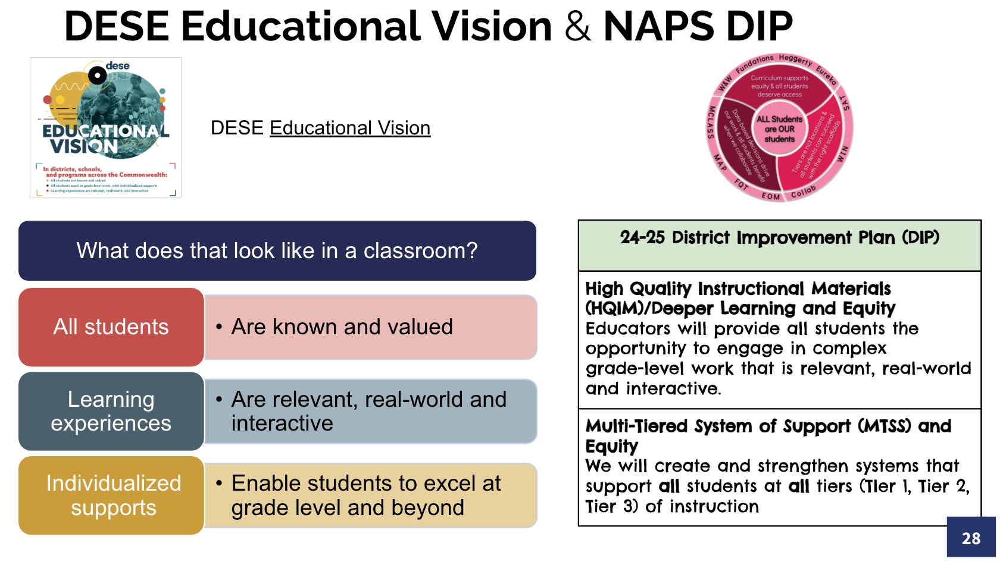 DESE Educational Vision & NAPS DIP
dese
EDUCATIONAL
VISION
In districts, schools,
and programs across the Commonwealth:
All students are known and valued
All students excel at grade-level work, with individualized supports
Learning experiences are relevant, real-world, and interactive
DESE Educational Vision
W&W Fundations Heggerty Eureka
SAT
WIN
Collab
EOM
FQT
MAP
MCLASS
Curriculum supports
equity & all students
deserve access
Tiers are not locations &
all students can succeed
with the right scaffolds
Data-based decisions drive
our work & all students benefit
when we collaborate
ALL Students
are OUR
students
What does that look like in a classroom?
All students
• Are known and valued
Learning
experiences
• Are relevant, real-world and
interactive
Individualized
supports
• Enable students to excel at
grade level and beyond
24-25 District Improvement Plan (DIP)
High Quality Instructional Materials
(HQIM)/Deeper Learning and Equity
Educators will provide all students the
opportunity to engage in complex
grade-level work that is relevant, real-world
and interactive.
Multi-Tiered System of Support (MTSS) and
Equity
We will create and strengthen systems that
support all students at all tiers (TIer 1, Tier 2,
Tier 3) of instruction
28